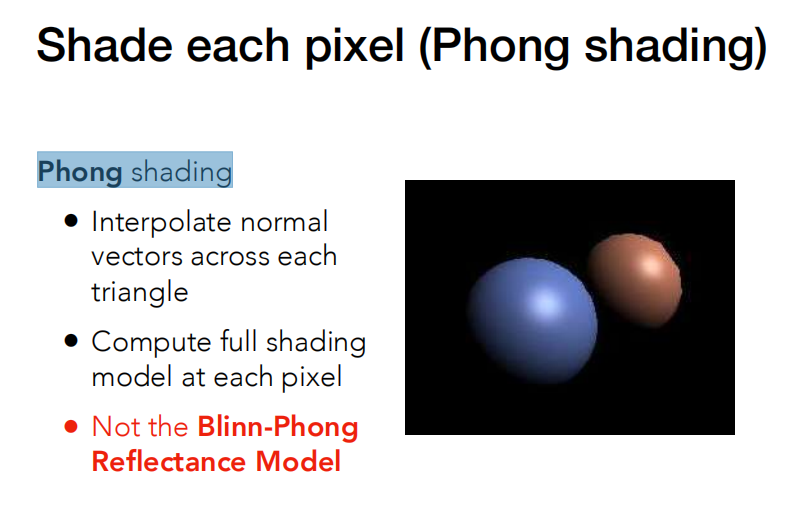 Shade each pixel (Phong shading)
Phong shading
• Interpolate normal
vectors across each
triangle
• Compute full shading
model at each pixel
• Not the Blinn-Phong
Reflectance Model